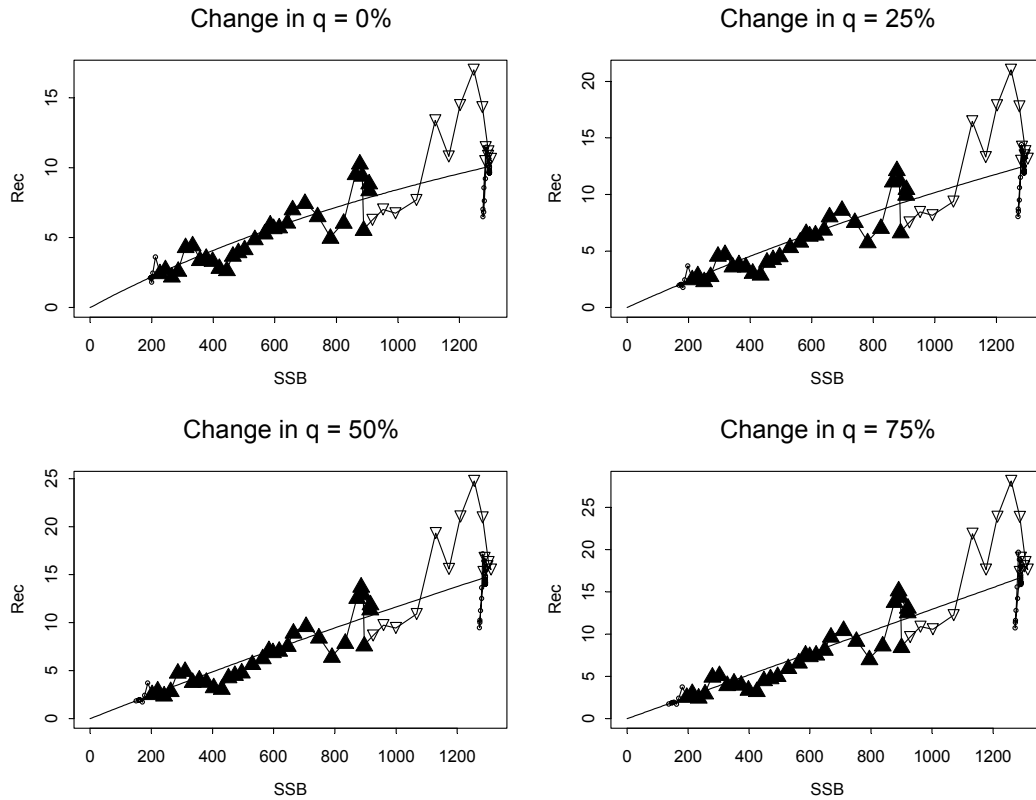 Change in q = 0%
Rec
0 5 10 15
0 200 400 600 800 1000 1200
SSB
Change in q = 25%
Rec
0 5 10 15 20
0 200 400 600 800 1000 1200
SSB
Change in q = 50%
Rec
0 5 10 15 20 25
0 200 400 600 800 1000 1200
SSB
Change in q = 75%
Rec
0 5 10 15 20 25
0 200 400 600 800 1000 1200
SSB